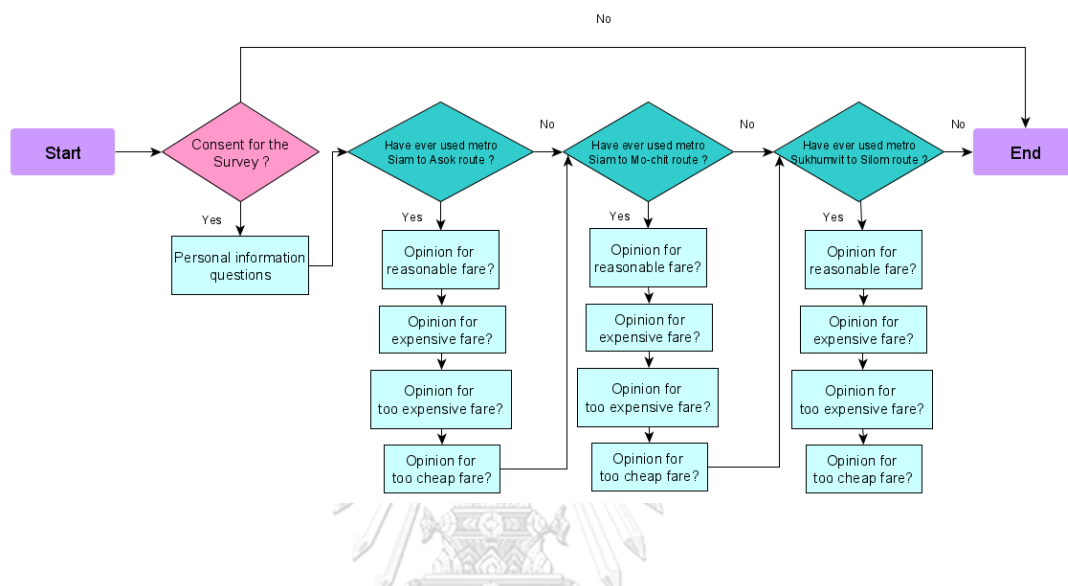 No
Start
Consent for the
Survey ?
Have ever used metro
Siam to Asok route ?
No
Have ever used metro
Siam to Mo-chit route ?
No
Have ever used metro
Sukhumvit to Silom route ?
No
End
Yes
Personal information
questions
Yes
Opinion for
reasonable fare?
Opinion for
expensive fare?
Opinion for
too expensive fare?
Opinion for
too cheap fare?
Yes
Opinion for
reasonable fare?
Opinion for
expensive fare?
Opinion for
too expensive fare?
Opinion for
too cheap fare?
Yes
Opinion for
reasonable fare?
Opinion for
expensive fare?
Opinion for
too expensive fare?
Opinion for
too cheap fare?